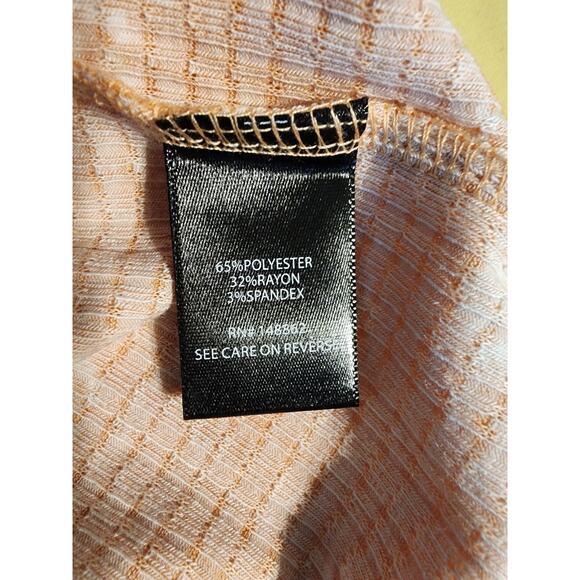 65%POLYESTER
32%RAYON
3%SPANDEX
RN# 148862
SEE CARE ON REVERSE